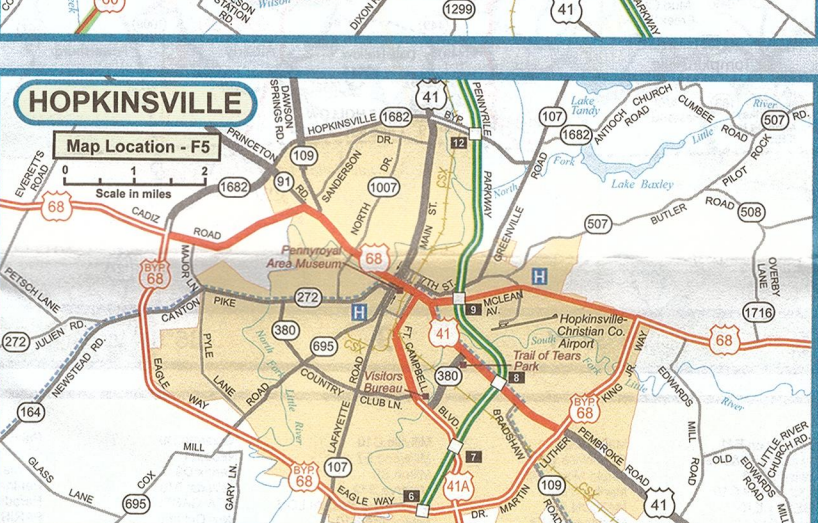 STATION
RD.
Wilson
DIXON
1299
41
PARKWAY
68
HOPKINSVILLE
Map Location - F5
0 1 2
Scale in miles
DAWSON
SPRINGS RD.
HOPKINSVILLE
1682
41
BYP.
PENNYRILE
PARKWAY
12
PRINCETON
RD.
109
91
1682
SANDERSON
DR.
NORTH
DR.
1007
CSX
MAIN ST.
EVERETTS
ROAD
68
CADIZ
ROAD
107
1682
ROAD
GREENVILLE
Lake
Tandy
ANTIOCH CHURCH
ROAD
CUMBEE
ROAD
River
507
RD.
Little
Fork
North
Lake Baxley
PILOT ROCK
507
BUTLER
ROAD
508
OVERBY
LANE
1716
Pennyroyal
Area Museum
68
7TH ST.
H
BYP
68
MAJOR LN.
PETSCH LANE
272
JULIEN RD.
NEWSTEAD RD.
164
CANTON
PIKE
272
H
380
695
CSX
9
McLEAN
AV.
41
Hopkinsville-
Christian Co.
Airport
South
Fork
Little
River
68
Trail of Tears
Park
380
8
Visitors
Bureau
FT. CAMPBELL
BLVD.
North Fork
Little River
PYLE
LANE
ROAD
COUNTRY
CLUB LN.
LAFAYETTE
ROAD
107
EAGLE
WAY
BYP
68
EAGLE WAY
6
7
41A
BRADSHAW
ROAD
109
DR. MARTIN
LUTHER
KING JR. WAY
BYP
68
PEMBROKE ROAD
41
CSX
EDWARDS
MILL
ROAD
OLD
EDWARDS
ROAD
MILL
LITTLE RIVER
CHURCH RD.
GLASS
LANE
COX
MILL
695
GARY LN.